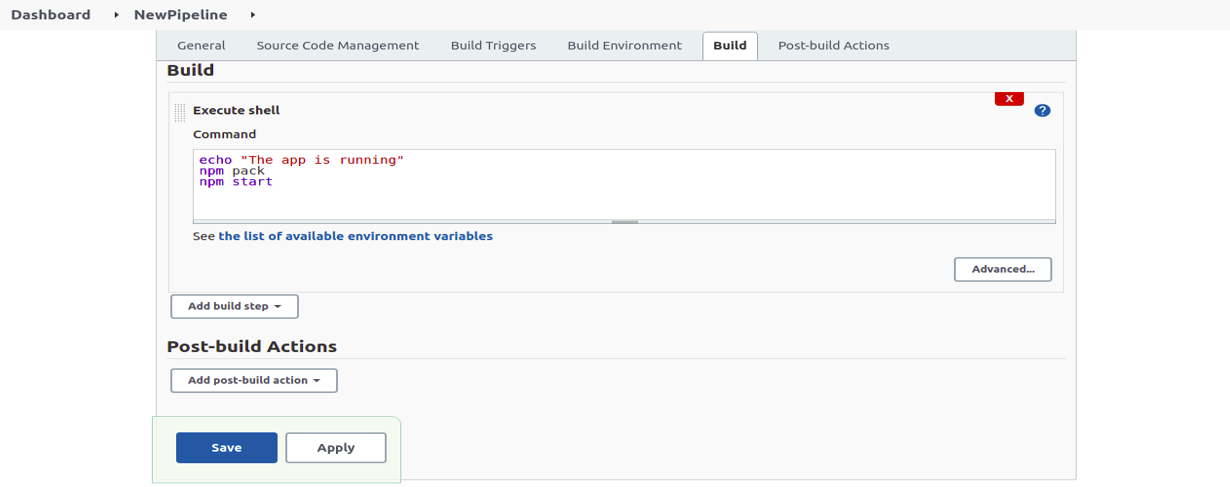 Dashboard NewPipeline
General Source Code Management Build Triggers Build Environment Build Post-build Actions
Build
X
Execute shell ?
Command
echo "The app is running"
npm pack
npm start
See the list of available environment variables
Advanced...
Add build step
Post-build Actions
Add post-build action
Save Apply